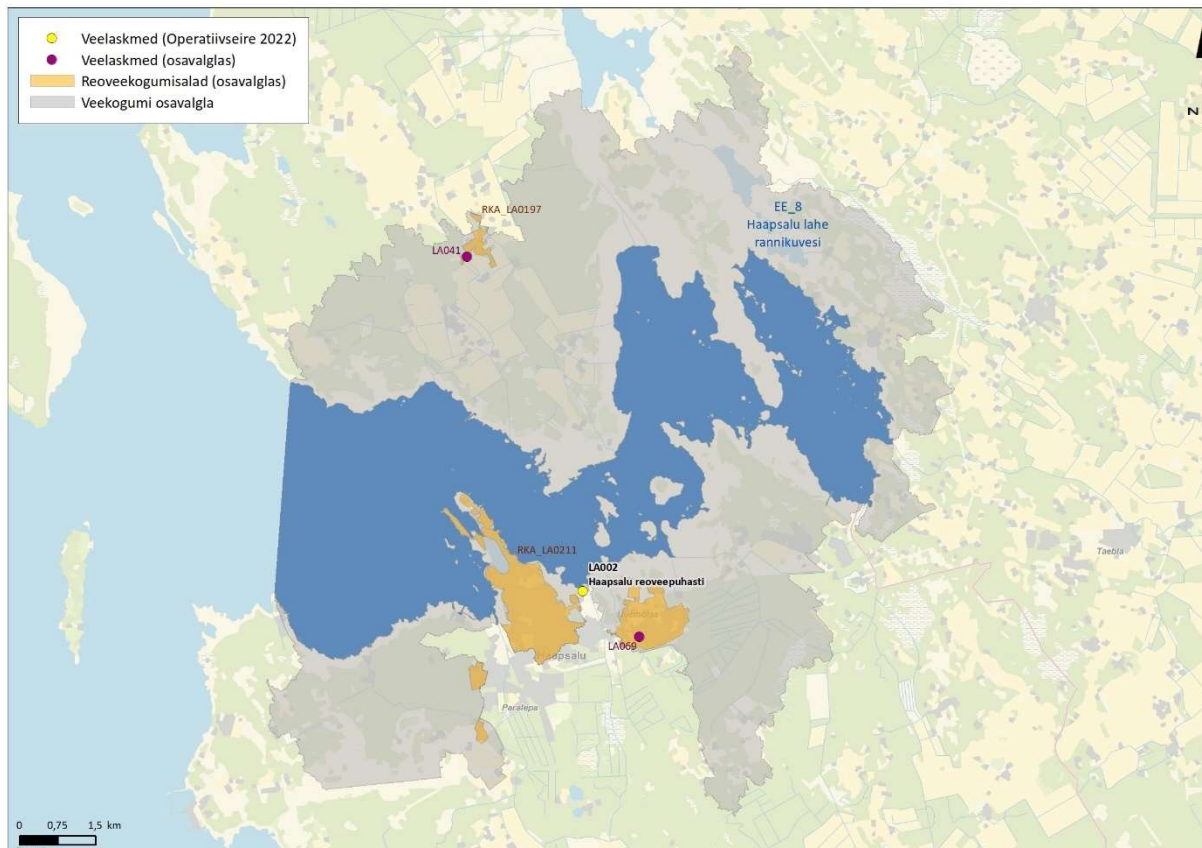 Veelaskmed (Operatiivseire 2022)
Veelaskmed (osavalglas)
Reoveekogumisalad (osavalglas)
Veekogumi osavalgla
N
EE_8
Haapsalu lahe
rannikuvesi
RKA_LA0197
LA041
RKA_LA0211
LA002
Haapsalu reoveepuhasti
LA069
Haapsalu
Paralepa
Taebla
0 0,75 1,5 km